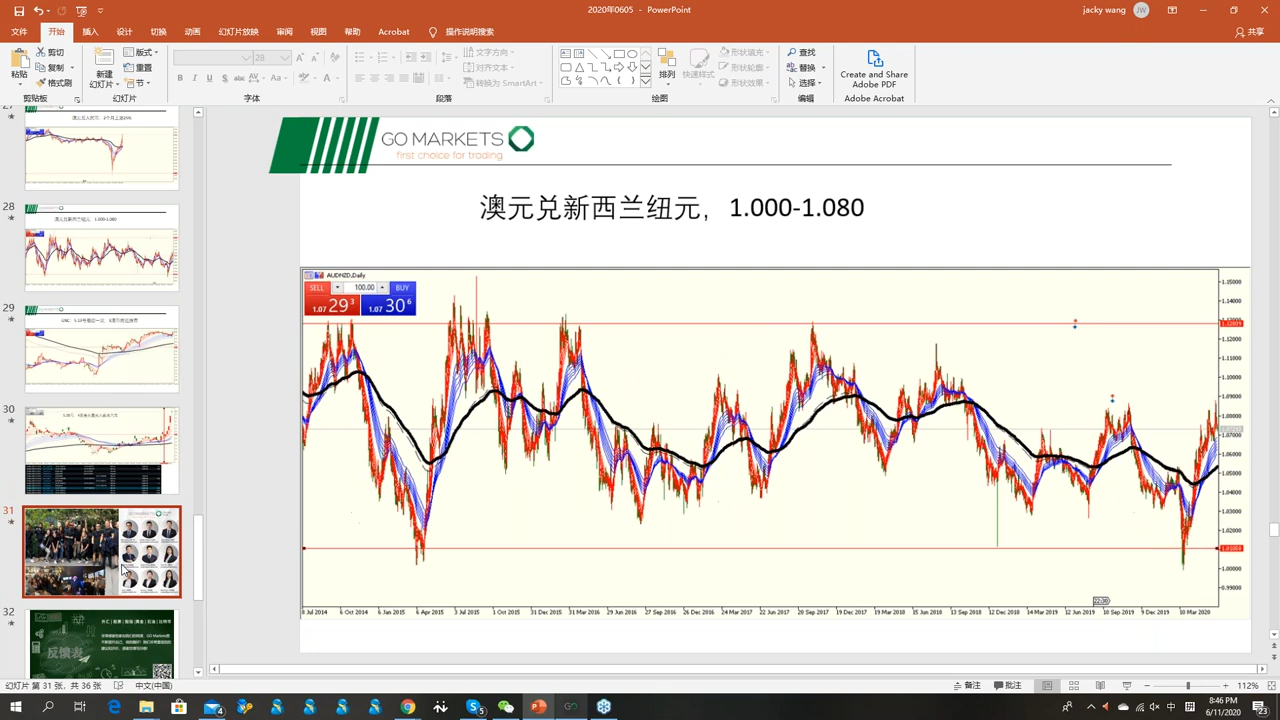 2020年0605 - PowerPoint
jacky wang
JW
文件 开始 插入 设计 切换 动画 幻灯片放映 审阅 视图 帮助 Acrobat 操作说明搜索
共享
粘贴 剪切 复制 格式刷
新建 幻灯片 版式 重置 节
28
文字方向 对齐文本 转换为 SmartArt
排列 快速样式 形状填充 形状轮廓 形状效果
查找 替换 选择
Create and Share
Adobe PDF
剪贴板 幻灯片 字体 段落 绘图 编辑 Adobe Acrobat
28
澳元兑新西兰纽元, 1.000-1.080
29
30
31
32
反馈表
GO MARKETS
first choice for trading
澳元兑新西兰纽元, 1.000-1.080
AUDNZD,Daily
SELL 100.00 BUY
1.07 29 3
1.07 30 6
1.15000
1.14000
1.12000
1.11000
1.10000
1.09000
1.08000
1.07000
1.06000
1.05000
1.04000
1.03000
1.02000
1.00000
0.99000
22:00
8 Jul 2014 6 Oct 2014 6 Jan 2015 6 Apr 2015 3 Jul 2015 1 Oct 2015 31 Dec 2015 31 Mar 2016 29 Jun 2016 27 Sep 2016 26 Dec 2016 24 Mar 2017 22 Jun 2017 20 Sep 2017 19 Dec 2017 19 Mar 2018 15 Jun 2018 13 Sep 2018 12 Dec 2018 14 Mar 2019 12 Jun 2019 10 Sep 2019 9 Dec 2019 10 Mar 2020
幻灯片 第 31 张, 共 36 张 中文(中国)
备注 批注
112%
4
5
中
8:46 PM
6/11/2020
23